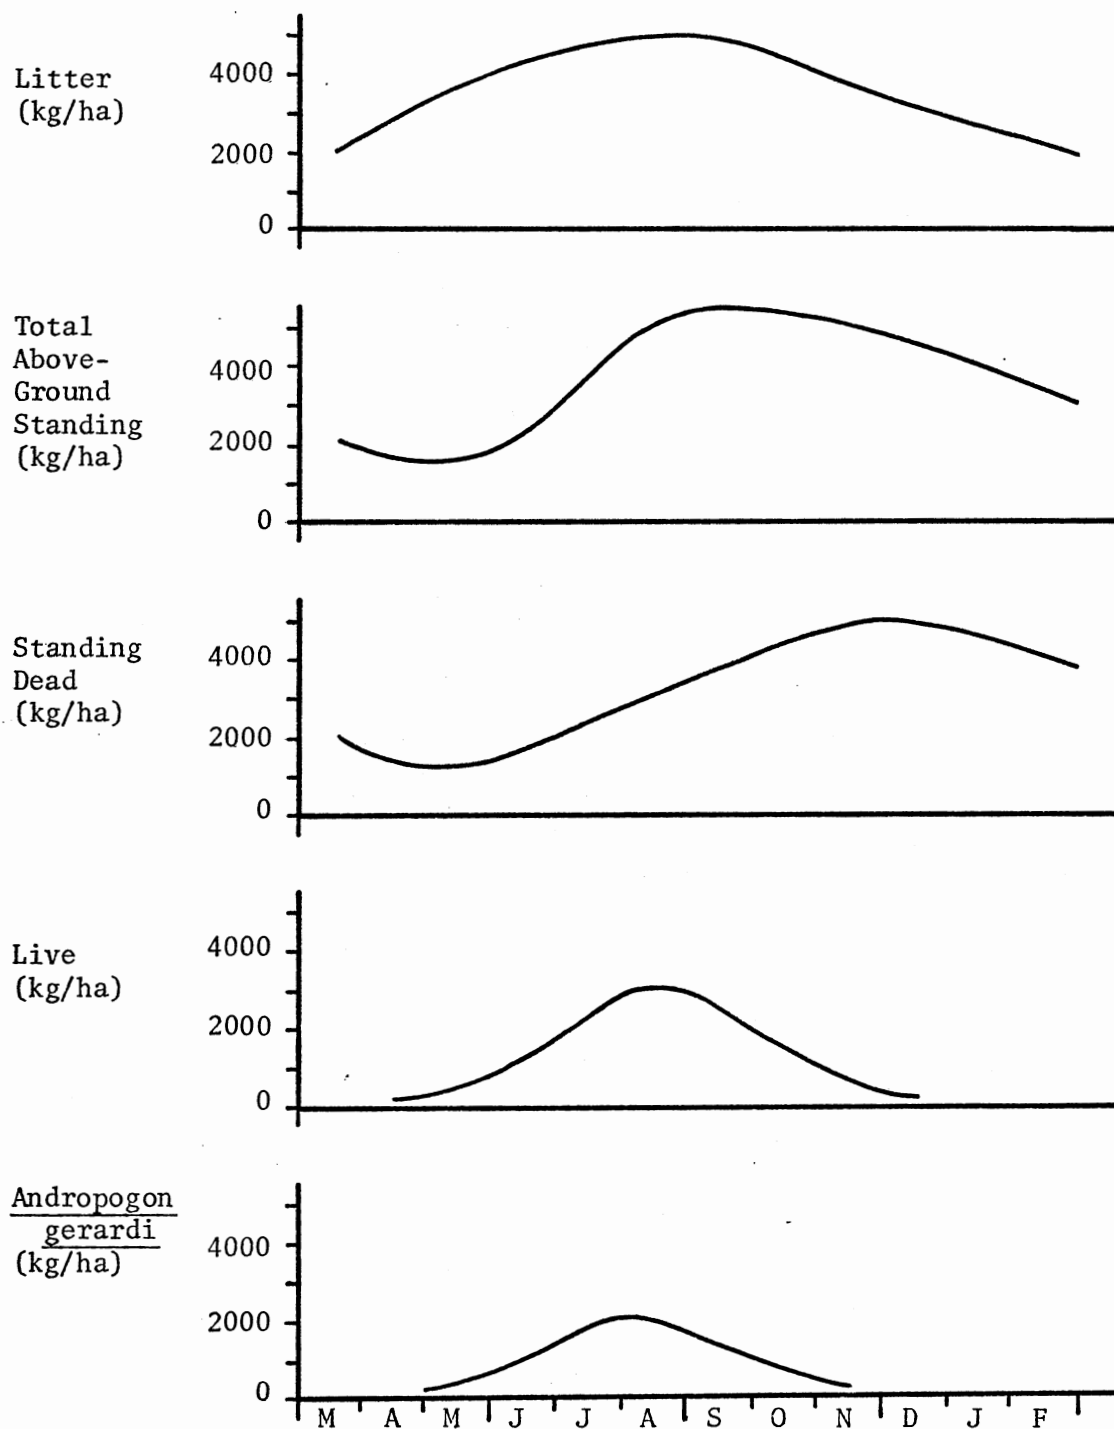 Litter
(kg/ha)
4000
2000
0
Total
Above-
Ground
Standing
(kg/ha)
4000
2000
0
Standing
Dead
(kg/ha)
4000
2000
0
Live
(kg/ha)
4000
2000
0
Andropogon
gerardi
(kg/ha)
4000
2000
0
M A M J J A S O N D J F